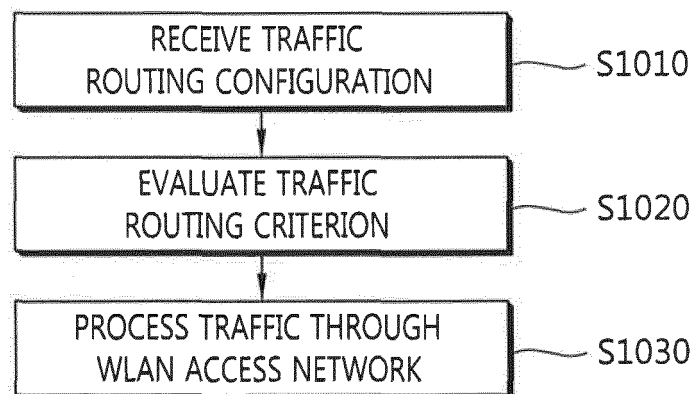 RECEIVE TRAFFIC
ROUTING CONFIGURATION
S1010
EVALUATE TRAFFIC
ROUTING CRITERION
S1020
PROCESS TRAFFIC THROUGH
WLAN ACCESS NETWORK
S1030